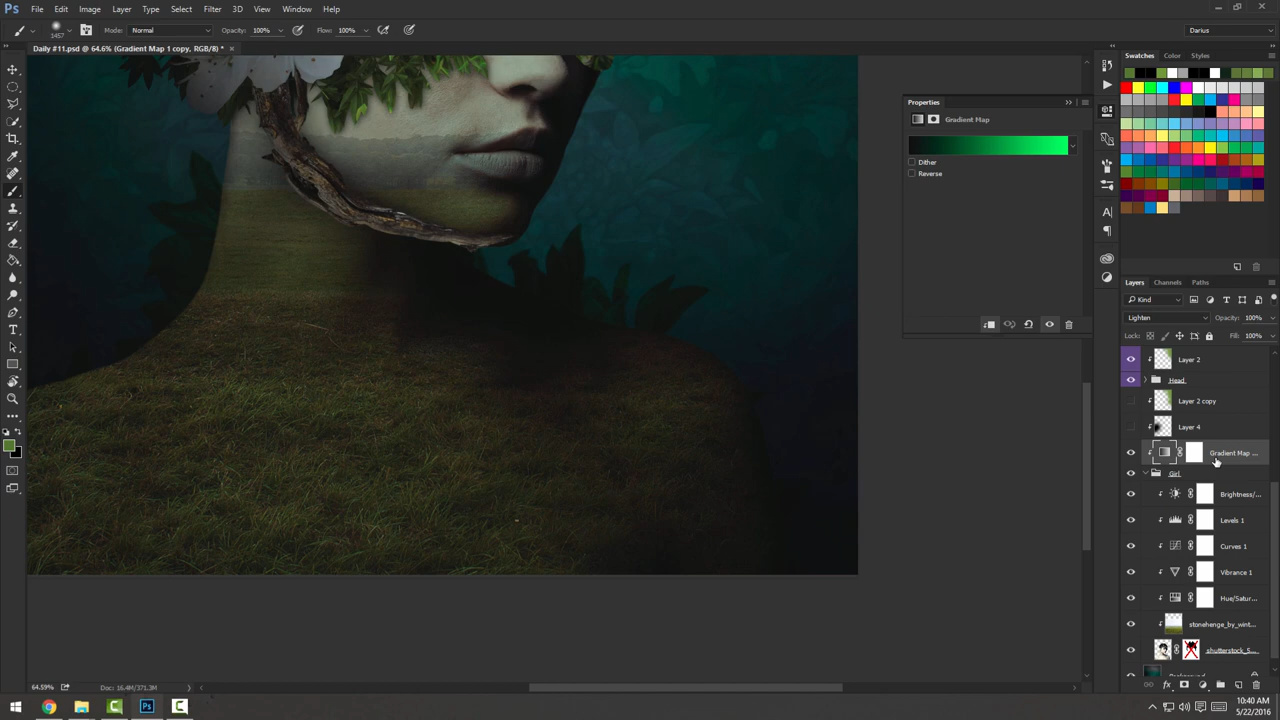 Ps File Edit Image Layer Type Select Filter 3D View Window Help
1457 Mode: Normal Opacity: 100% Flow: 100% Darius
Daily #11.psd @ 64.6% (Gradient Map 1 copy, RGB/8) * ×
Swatches Color Styles
Properties
Gradient Map
Dither
Reverse
Layers Channels Paths
Kind
Lighten Opacity: 100%
Lock: Fill: 100%
Layer 2
Head
Layer 2 copy
Layer 4
Gradient Map ...
Girl
Brightness/...
Levels 1
Curves 1
Vibrance 1
Hue/Satur...
stonehenge_by_wint...
shutterstock_5...
Background
64.59% Doc: 16.4M/371.3M
10:40 AM
5/22/2016